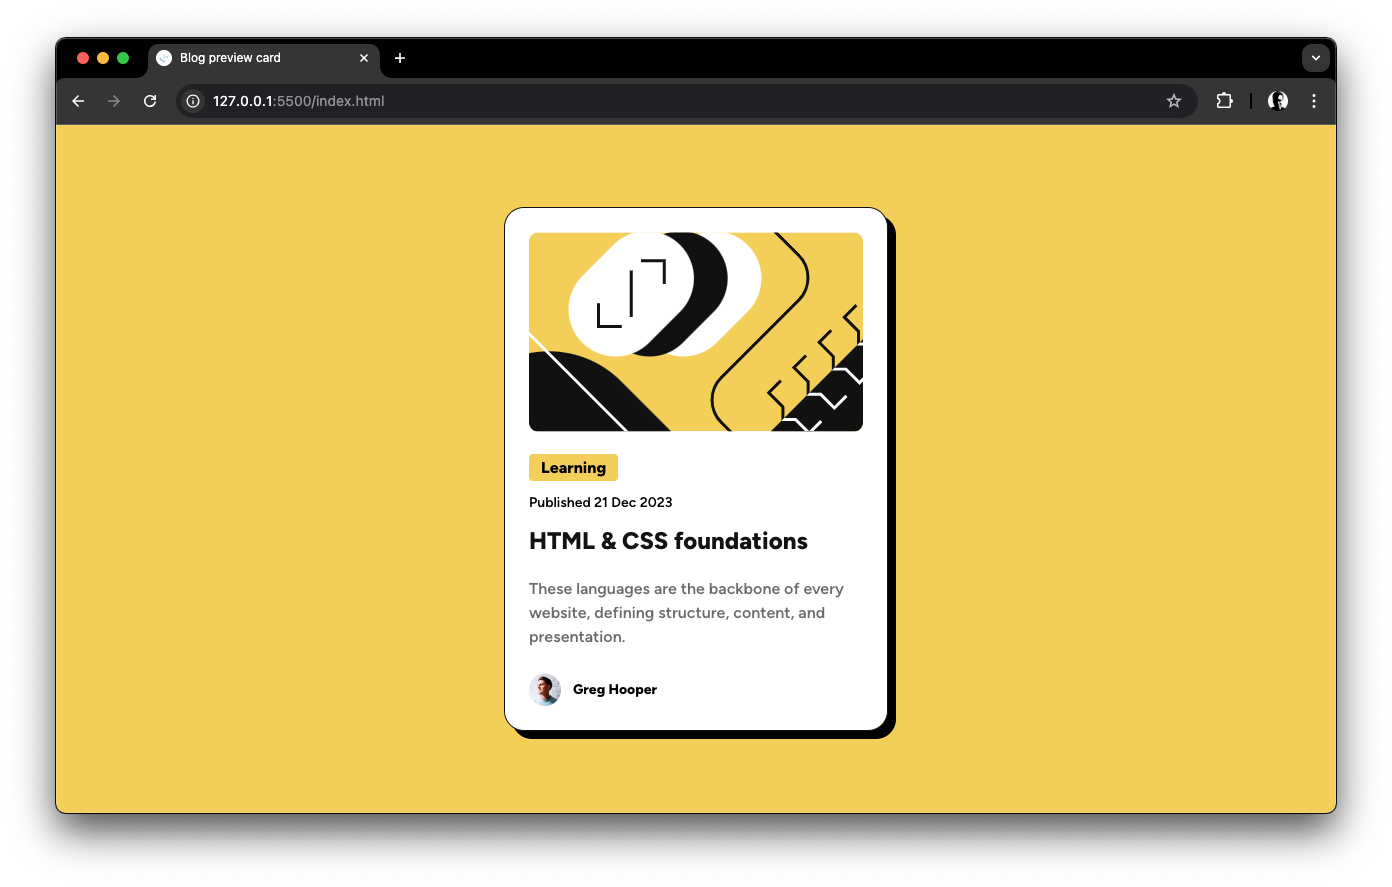 Blog preview card
127.0.0.1:5500/index.html
Learning
Published 21 Dec 2023
HTML & CSS foundations
These languages are the backbone of every
website, defining structure, content, and
presentation.
Greg Hooper